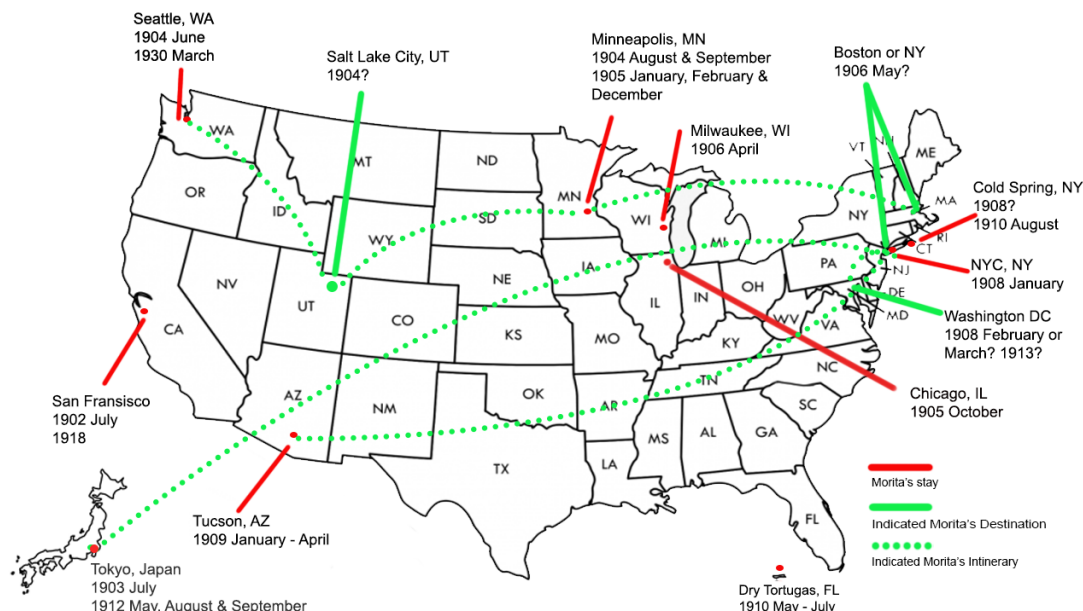 Seattle, WA
1904 June
1930 March
Salt Lake City, UT
1904?
Minneapolis, MN
1904 August & September
1905 January, February &
December
Boston or NY
1906 May?
Milwaukee, WI
1906 April
Cold Spring, NY
1908?
1910 August
NYC, NY
1908 January
Washington DC
1908 February or
March? 1913?
Chicago, IL
1905 October
San Fransisco
1902 July
1918
Tucson, AZ
1909 January - April
Tokyo, Japan
1903 July
1912 May, August & September
Dry Tortugas, FL
1910 May - July
Morita's stay
Indicated Morita's Destination
Indicated Morita's Intinerary
WA
OR
ID
MT
ND
SD
MN
WI
MI
WY
NV
UT
CO
CA
AZ
NM
NE
KS
OK
TX
IA
MO
AR
LA
IL
IN
OH
KY
TN
MS
AL
GA
FL
SC
NC
VA
WV
PA
NY
VT
ME
MA
RI
CT
NJ
DE
MD